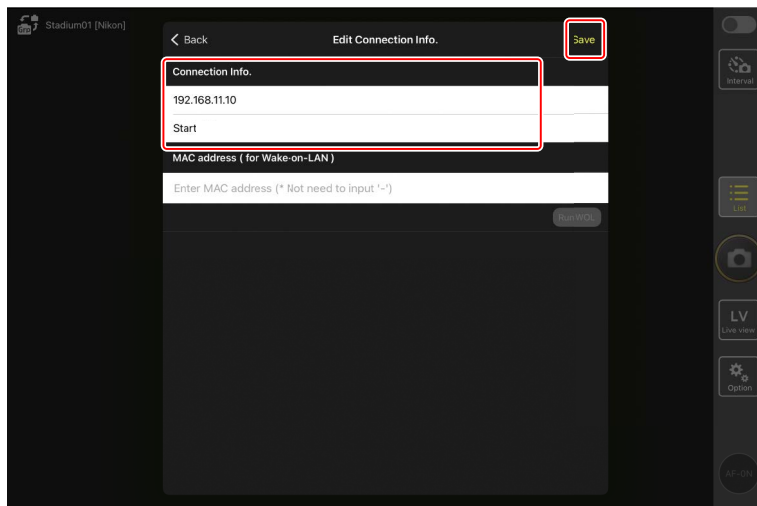 Grp Stadium01 [Nikon]
Back Edit Connection Info. Save
Connection Info.
192.168.11.10
Start
MAC address ( for Wake-on-LAN )
Enter MAC address (* Not need to input '-')
Run WOL
Interval
List
LV
Live view
Option
AF-ON